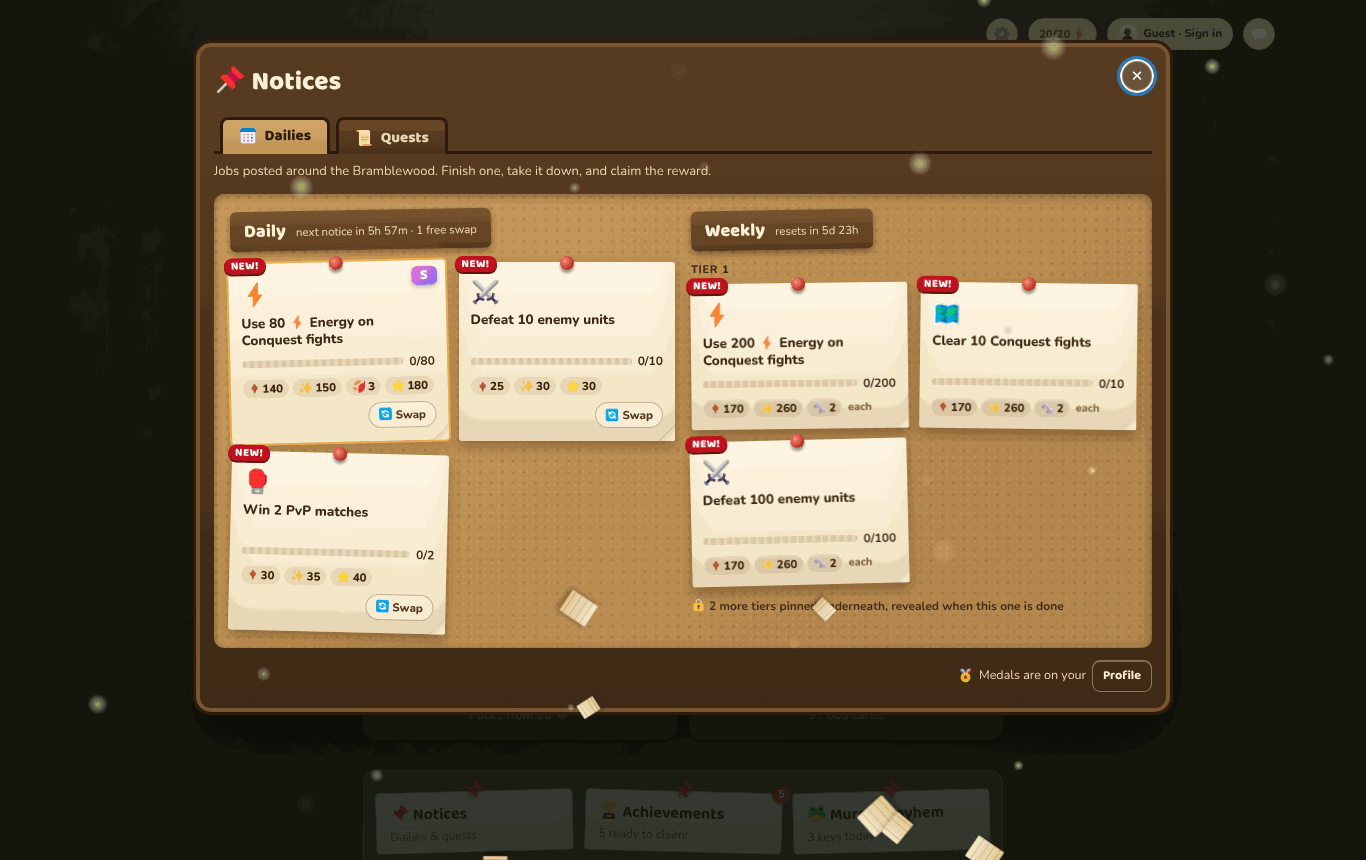 20/20
Guest · Sign in
Notices
Dailies
Quests
Jobs posted around the Bramblewood. Finish one, take it down, and claim the reward.
Daily next notice in 5h 57m · 1 free swap
NEW!
S
Use 80 Energy on
Conquest fights
0/80
140 150 3 180
Swap
NEW!
Defeat 10 enemy units
0/10
25 30 30
Swap
NEW!
Win 2 PvP matches
0/2
30 35 40
Swap
Weekly resets in 5d 23h
TIER 1
NEW!
Use 200 Energy on
Conquest fights
0/200
170 260 2 each
NEW!
Clear 10 Conquest fights
0/10
170 260 2 each
NEW!
Defeat 100 enemy units
0/100
170 260 2 each
2 more tiers pinned underneath, revealed when this one is done
Medals are on your Profile
Packs from 80
cards
Notices
Dailies & quests
Achievements
5 ready to claim!
5
3 keys today